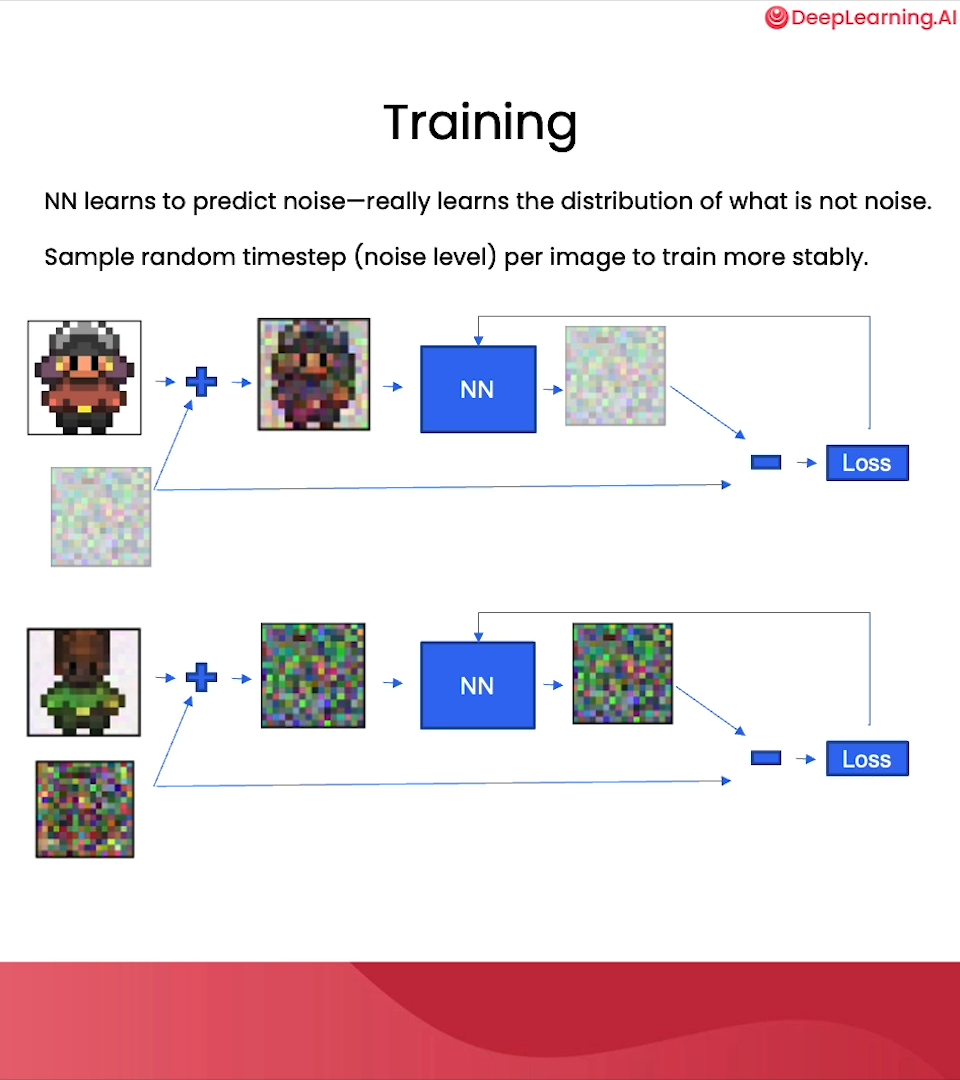 DeepLearning.AI
Training
NN learns to predict noise—really learns the distribution of what is not noise.
Sample random timestep (noise level) per image to train more stably.
NN
Loss
NN
Loss